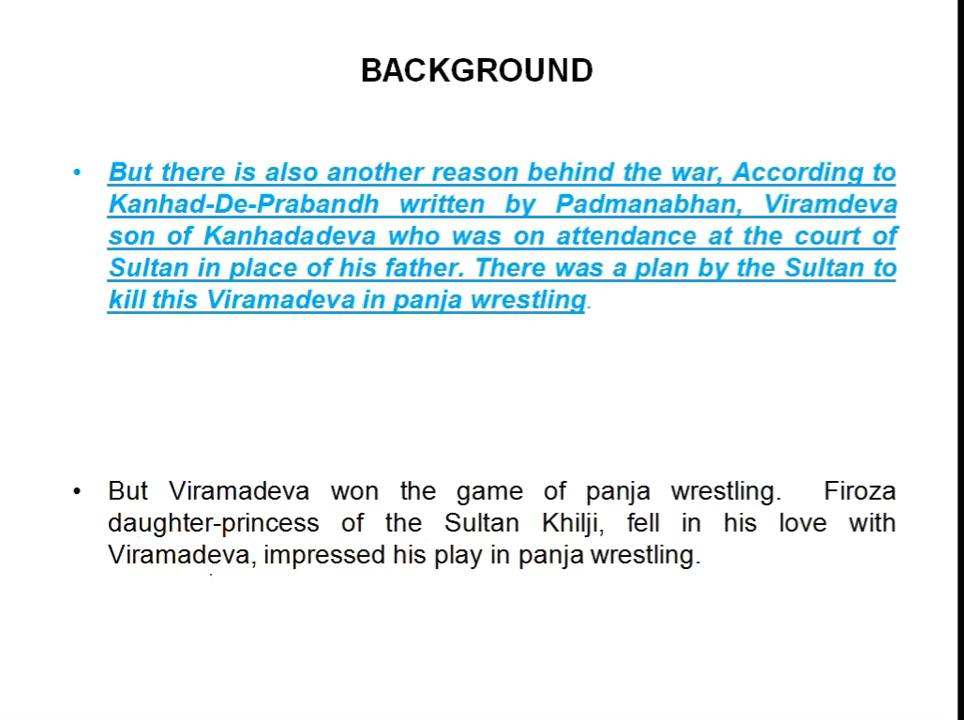 BACKGROUND
• But there is also another reason behind the war, According to
Kanhad-De-Prabandh written by Padmanabhan, Viramdeva
son of Kanhadadeva who was on attendance at the court of
Sultan in place of his father. There was a plan by the Sultan to
kill this Viramadeva in panja wrestling.
• But Viramadeva won the game of panja wrestling. Firoza
daughter-princess of the Sultan Khilji, fell in his love with
Viramadeva, impressed his play in panja wrestling.